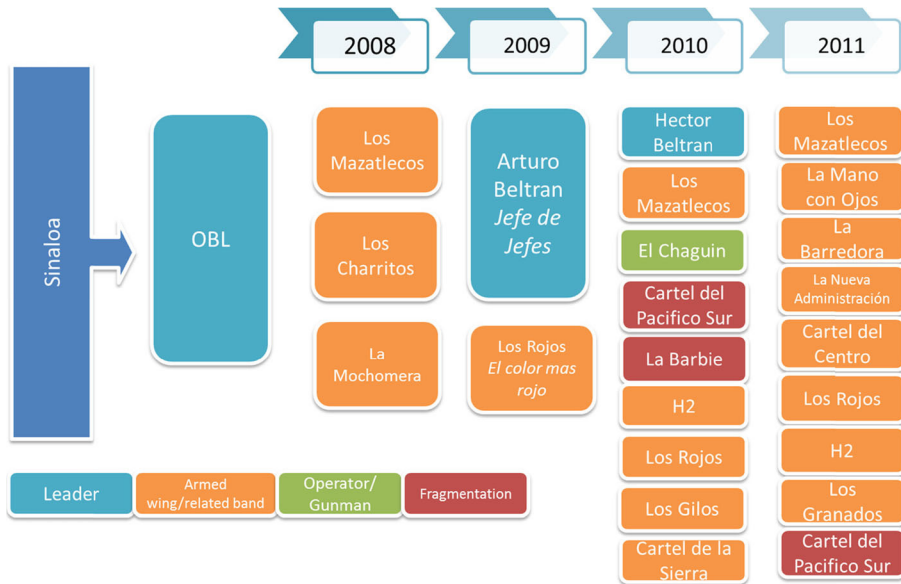 2008
2009
2010
2011
Sinaloa
OBL
Los
Mazatlecos
Los
Charritos
La
Mochomera
Arturo
Beltran
Jefe de
Jefes
Los Rojos
El color mas
rojo
Hector
Beltran
Los
Mazatlecos
El Chaguin
Cartel del
Pacifico Sur
La Barbie
H2
Los Rojos
Los Gilos
Cartel de la
Sierra
Los
Mazatlecos
La Mano
con Ojos
La
Barredora
La Nueva
Administración
Cartel del
Centro
Los Rojos
H2
Los
Granados
Cartel del
Pacifico Sur
Leader
Armed
wing/related band
Operator/
Gunman
Fragmentation